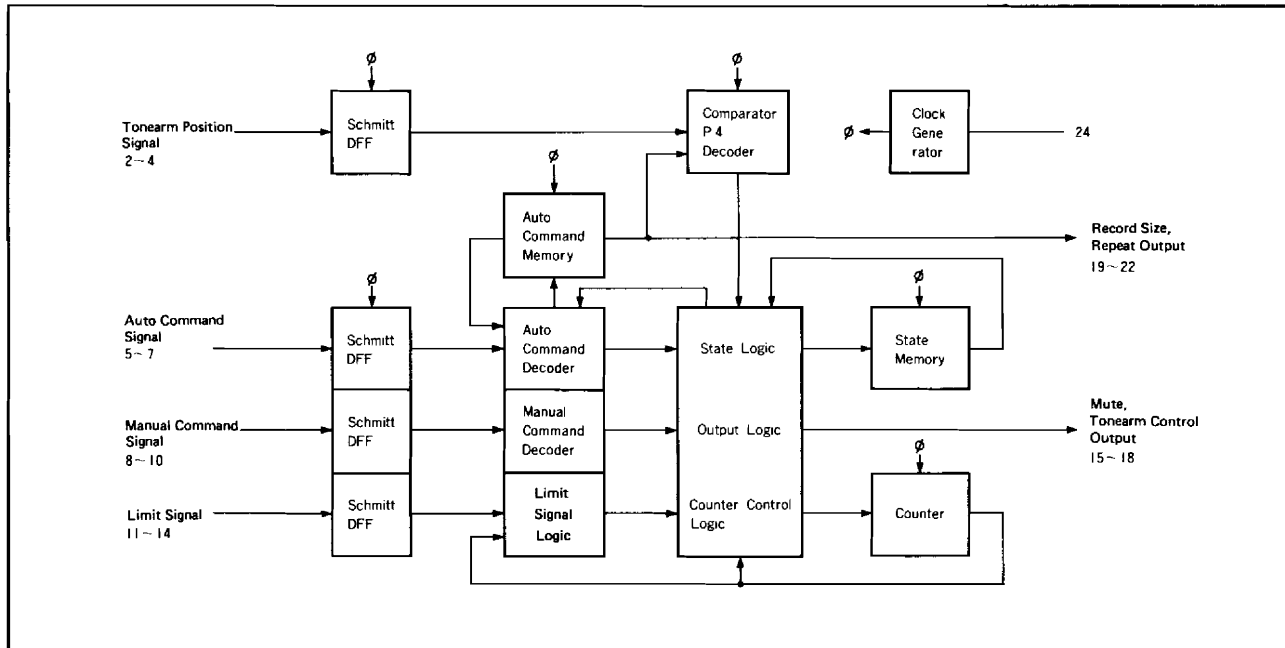 Ø
Ø
Tonearm Position
Signal
2~4
Schmitt
DFF
Comparator
P4
Decoder
Ø
Clock
Gene
rator
24
Ø
Auto
Command
Memory
Record Size,
Repeat Output
19~22
Ø
Ø
Auto Command
Signal
5~7
Schmitt
DFF
Auto
Command
Decoder
State Logic
State
Memory
Manual Command
Signal
8~10
Schmitt
DFF
Manual
Command
Decoder
Output Logic
Mute,
Tonearm Control
Output
15~18
Ø
Limit Signal
11~14
Schmitt
DFF
Limit
Signal
Logic
Counter Control
Logic
Counter